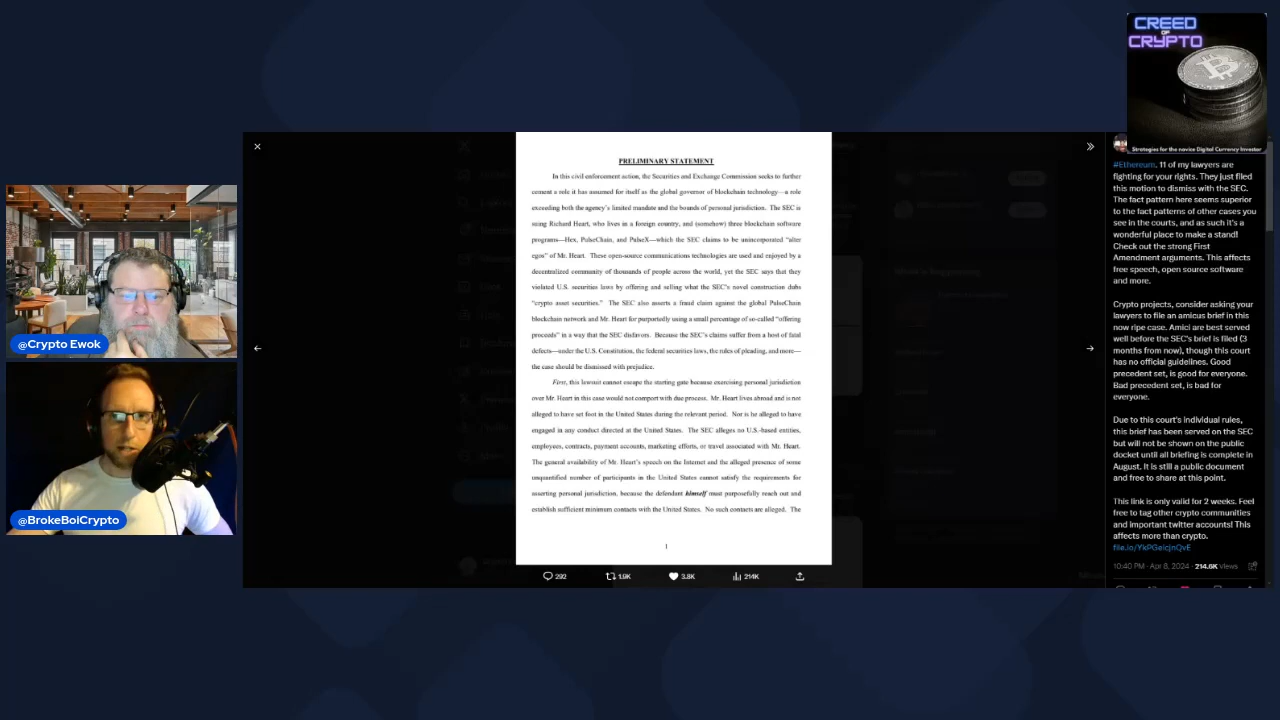 CREED
OF
CRYPTO
Strategies for the novice Digital Currency Investor
@Crypto Ewok
@BrokeBoiCrypto
PRELIMINARY STATEMENT
In this civil enforcement action, the Securities and Exchange Commission seeks to further
cement a role it has assumed for itself as the global governor of blockchain technology—a role
exceeding both the agency's limited mandate and the bounds of personal jurisdiction. The SEC is
suing Richard Heart, who lives in a foreign country, and (somehow) three blockchain software
programs—Hex, PulseChain, and PulseX—which the SEC claims to be unincorporated "alter
egos" of Mr. Heart. These open-source communications technologies are used and enjoyed by a
decentralized community of thousands of people across the world, yet the SEC says that they
violated U.S. securities laws by offering and selling what the SEC's novel construction dubs
"crypto asset securities." The SEC also asserts a fraud claim against the global PulseChain
blockchain network and Mr. Heart for purportedly using a small percentage of so-called "offering
proceeds" in a way that the SEC disfavors. Because the SEC's claims suffer from a host of fatal
defects—under the U.S. Constitution, the federal securities laws, the rules of pleading, and more—
the case should be dismissed with prejudice.
First, this lawsuit cannot escape the starting gate because exercising personal jurisdiction
over Mr. Heart in this case would not comport with due process. Mr. Heart lives abroad and is not
alleged to have set foot in the United States during the relevant period. Nor is he alleged to have
engaged in any conduct directed at the United States. The SEC alleges no U.S.-based entities,
employees, contracts, payment accounts, marketing efforts, or travel associated with Mr. Heart.
The general availability of Mr. Heart's speech on the Internet and the alleged presence of some
unquantified number of participants in the United States cannot satisfy the requirements for
asserting personal jurisdiction, because the defendant himself must purposefully reach out and
establish sufficient minimum contacts with the United States. No such contacts are alleged. The
1
292 1.9K 3.8K 214K
#Ethereum. 11 of my lawyers are
fighting for your rights. They just filed
this motion to dismiss with the SEC.
The fact pattern here seems superior
to the fact patterns of other cases you
see in the courts, and as such it's a
wonderful place to make a stand!
Check out the strong First
Amendment arguments. This affects
free speech, open source software
and more.
Crypto projects, consider asking your
lawyers to file an amicus brief in this
now ripe case. Amici are best served
well before the SEC's brief is filed (3
months from now), though this court
has no official guidelines. Good
precedent set, is good for everyone.
Bad precedent set, is bad for
everyone.
Due to this court's individual rules,
this brief has been served on the SEC
but will not be shown on the public
docket until all briefing is complete in
August. It is still a public document
and free to share at this point.
This link is only valid for 2 weeks. Feel
free to tag other crypto communities
and important twitter accounts! This
affects more than crypto.
file.io/YkPGelcjnQvE
10:40 PM · Apr 8, 2024 · 214.6K Views